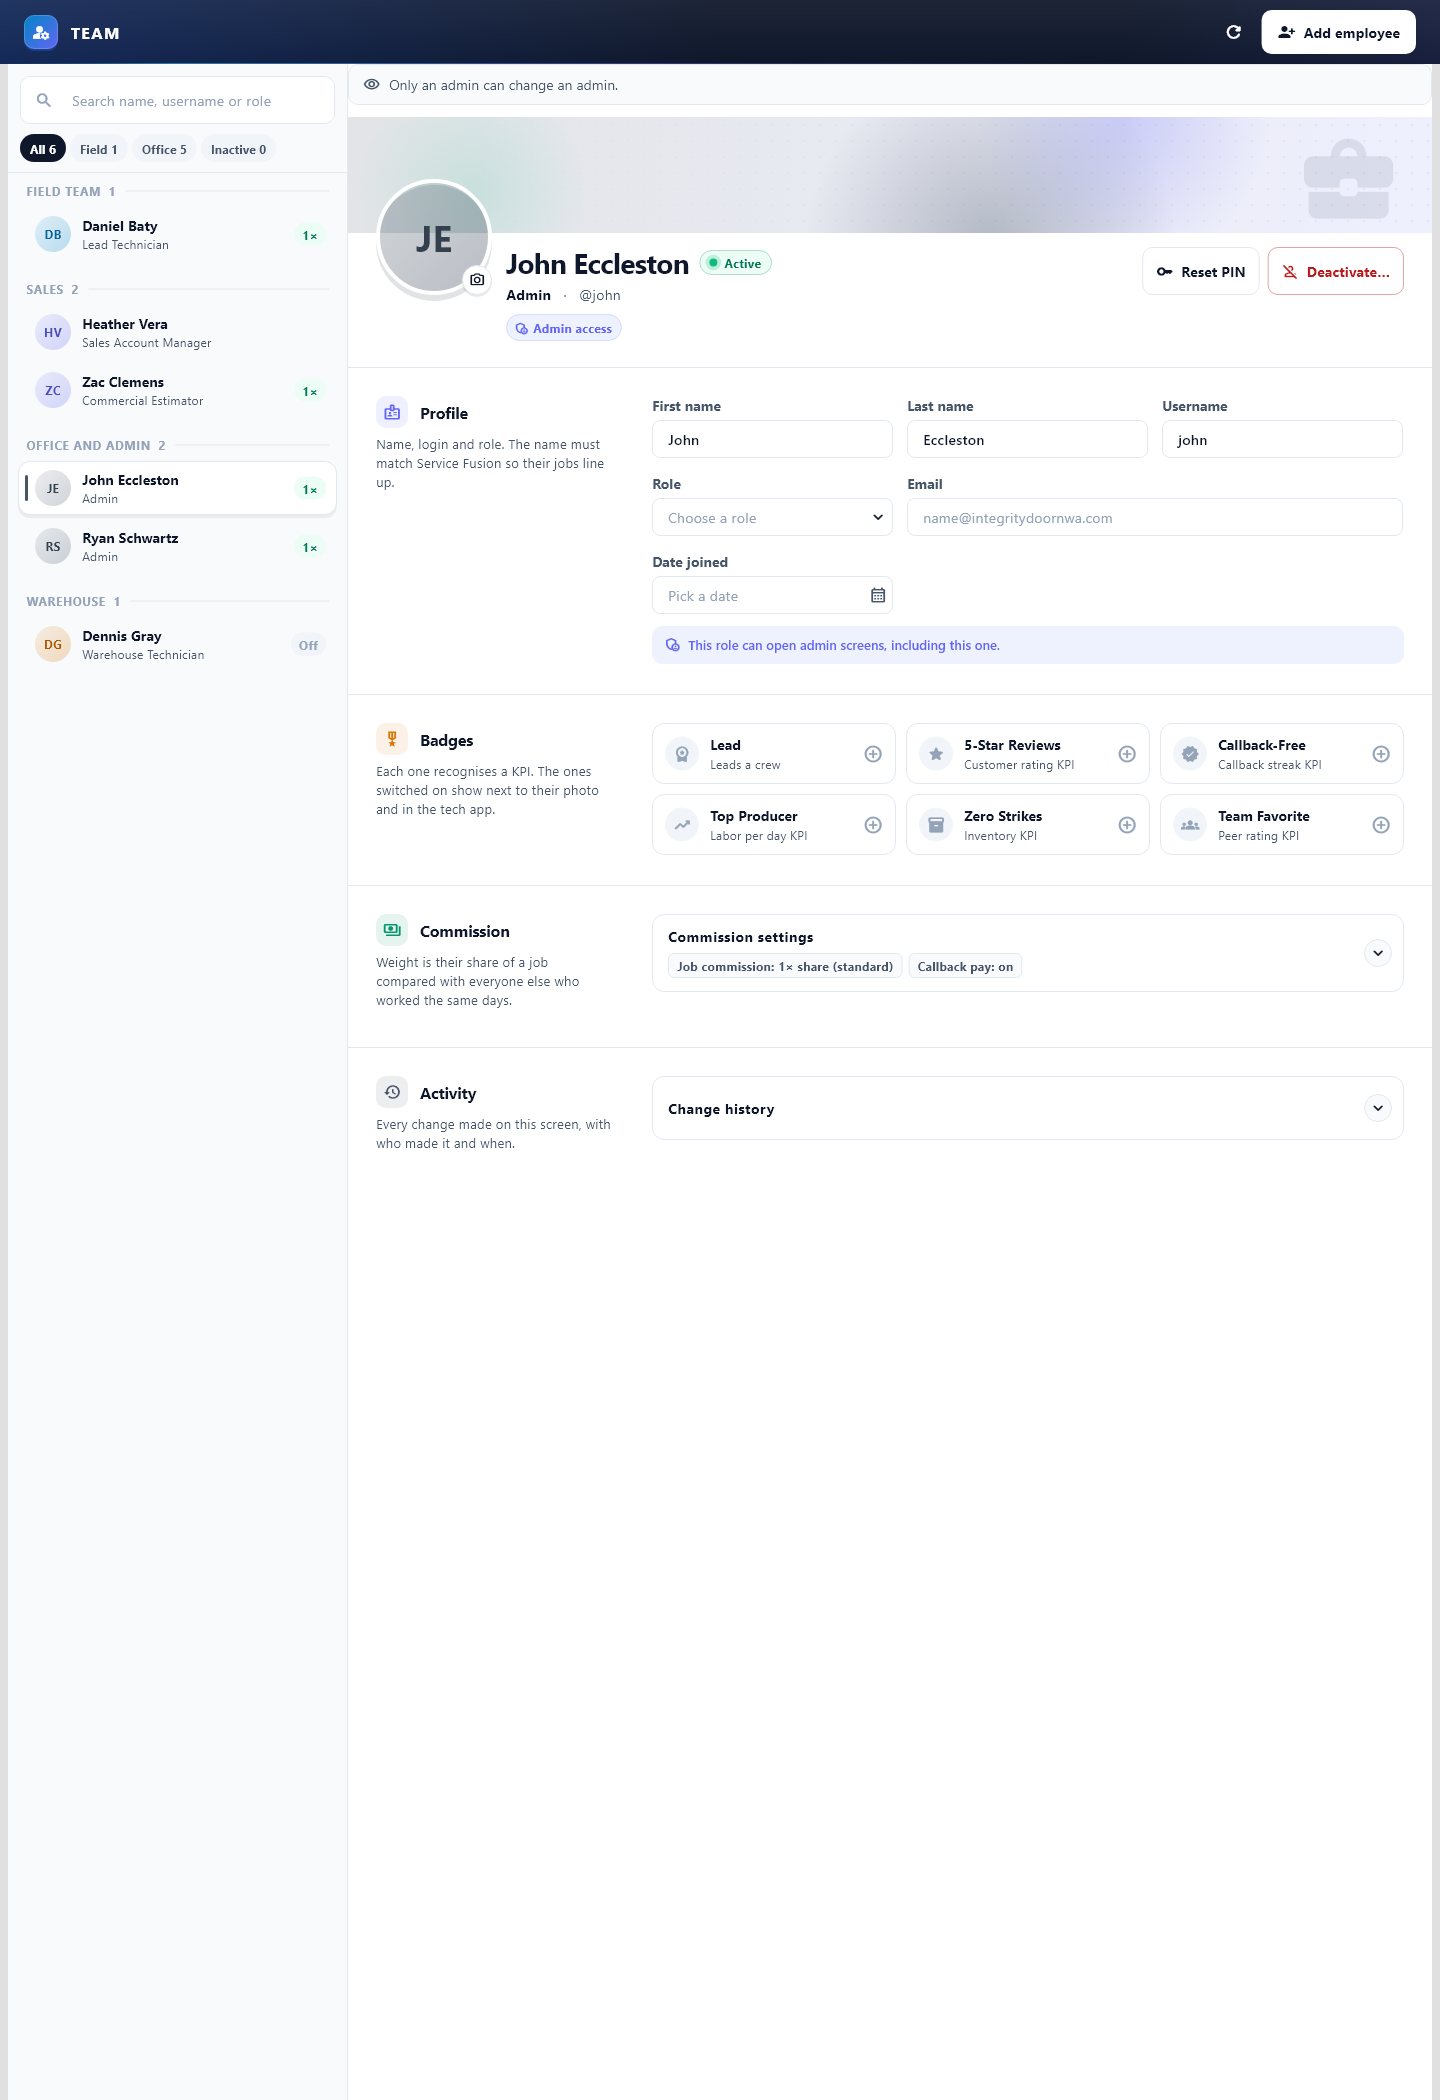 TEAM
Add employee
Search name, username or role
All 6
Field 1
Office 5
Inactive 0
FIELD TEAM 1
DB
Daniel Baty
Lead Technician
1×
SALES 2
HV
Heather Vera
Sales Account Manager
ZC
Zac Clemens
Commercial Estimator
1×
OFFICE AND ADMIN 2
JE
John Eccleston
Admin
1×
RS
Ryan Schwartz
Admin
1×
WAREHOUSE 1
DG
Dennis Gray
Warehouse Technician
Off
Only an admin can change an admin.
JE
John Eccleston
Active
Admin · @john
Admin access
Reset PIN
Deactivate...
Profile
Name, login and role. The name must
match Service Fusion so their jobs line
up.
First name
John
Last name
Eccleston
Username
john
Role
Choose a role
Email
name@integritydoornwa.com
Date joined
Pick a date
This role can open admin screens, including this one.
Badges
Each one recognises a KPI. The ones
switched on show next to their photo
and in the tech app.
Lead
Leads a crew
5-Star Reviews
Customer rating KPI
Callback-Free
Callback streak KPI
Top Producer
Labor per day KPI
Zero Strikes
Inventory KPI
Team Favorite
Peer rating KPI
Commission
Weight is their share of a job
compared with everyone else who
worked the same days.
Commission settings
Job commission: 1× share (standard)
Callback pay: on
Activity
Every change made on this screen, with
who made it and when.
Change history